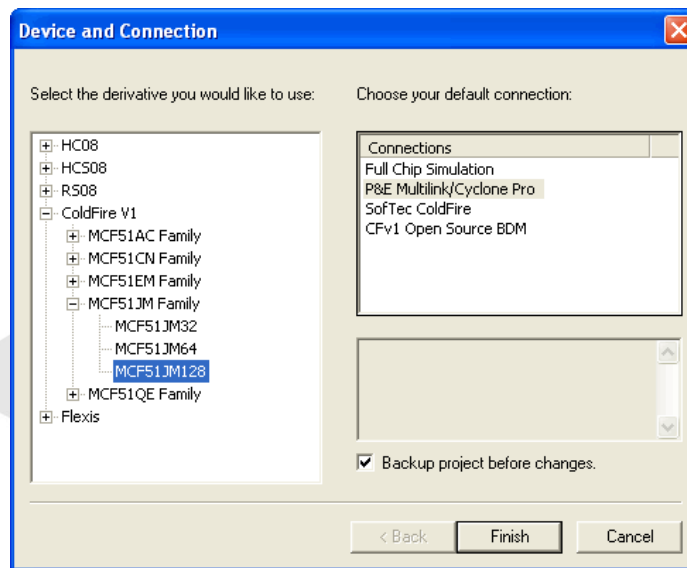 Device and Connection
Select the derivative you would like to use:
HC08
HCS08
RS08
ColdFire V1
MCF51AC Family
MCF51CN Family
MCF51EM Family
MCF51JM Family
MCF51JM32
MCF51JM64
MCF51JM128
MCF51QE Family
Flexis
Choose your default connection:
Connections
Full Chip Simulation
P&E Multilink/Cyclone Pro
SofTec ColdFire
CFv1 Open Source BDM
Backup project before changes.
< Back
Finish
Cancel